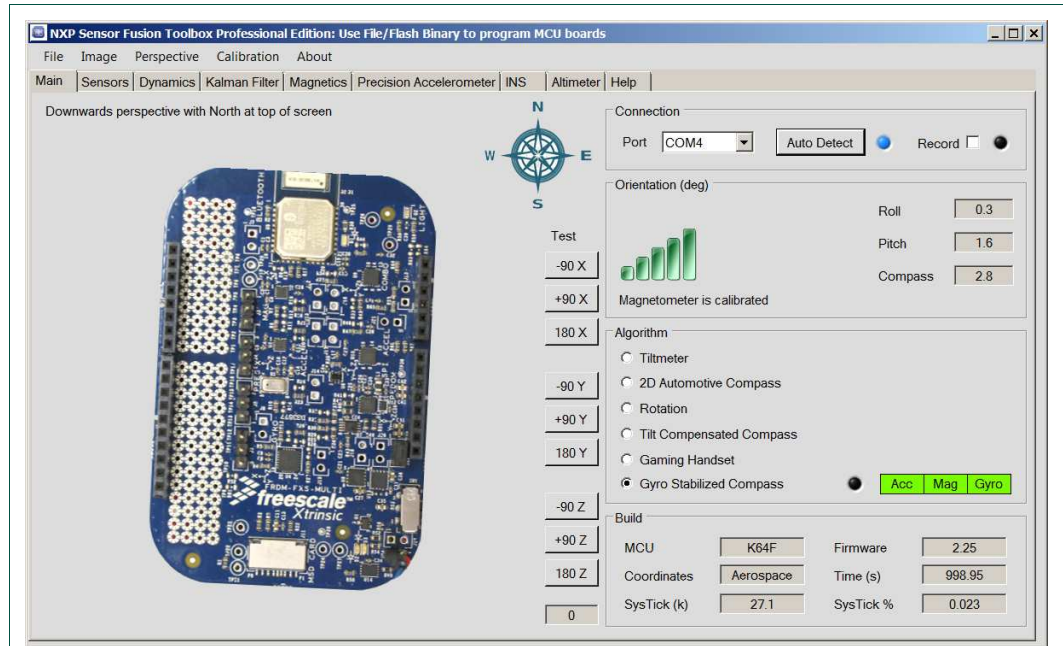 NXP Sensor Fusion Toolbox Professional Edition: Use File/Flash Binary to program MCU boards
File Image Perspective Calibration About
Main Sensors Dynamics Kalman Filter Magnetics Precision Accelerometer INS Altimeter Help
Downwards perspective with North at top of screen
N
W E
S
Connection
Port COM4 Auto Detect Record
Orientation (deg)
Roll 0.3
Pitch 1.6
Compass 2.8
Magnetometer is calibrated
Test
-90 X
+90 X
180 X
-90 Y
+90 Y
180 Y
-90 Z
+90 Z
180 Z
0
Algorithm
Tiltmeter
2D Automotive Compass
Rotation
Tilt Compensated Compass
Gaming Handset
Gyro Stabilized Compass Acc Mag Gyro
Build
MCU K64F Firmware 2.25
Coordinates Aerospace Time (s) 998.95
SysTick (k) 27.1 SysTick % 0.023
BLUETOOTH
LIGHT
COMBO
FRDM-FXS-MULTI
freescale
Xtrinsic
MSD CARD